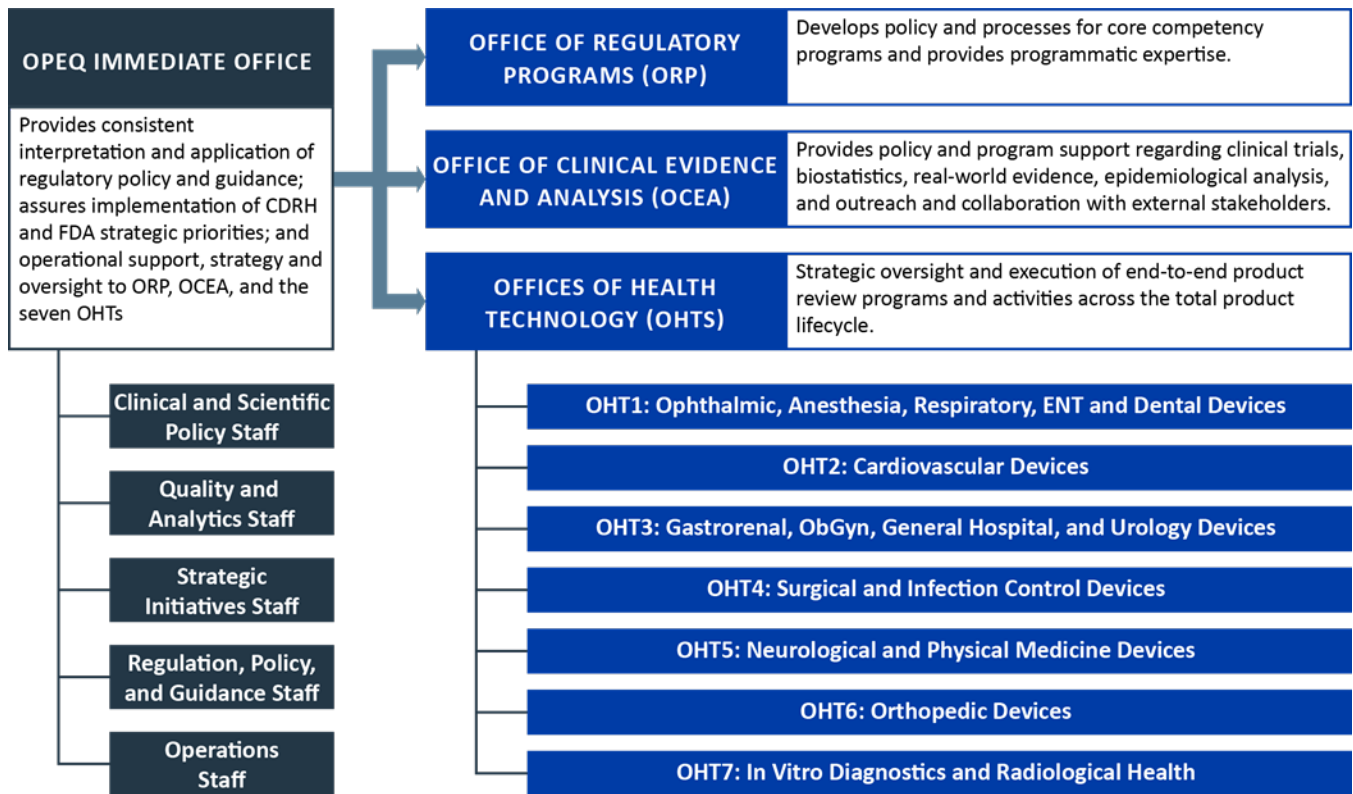 OPEQ IMMEDIATE OFFICE
Provides consistent
interpretation and application of
regulatory policy and guidance;
assures implementation of CDRH
and FDA strategic priorities; and
operational support, strategy and
oversight to ORP, OCEA, and the
seven OHTs
Clinical and Scientific
Policy Staff
Quality and
Analytics Staff
Strategic
Initiatives Staff
Regulation, Policy,
and Guidance Staff
Operations
Staff
OFFICE OF REGULATORY
PROGRAMS (ORP)
Develops policy and processes for core competency
programs and provides programmatic expertise.
OFFICE OF CLINICAL EVIDENCE
AND ANALYSIS (OCEA)
Provides policy and program support regarding clinical trials,
biostatistics, real-world evidence, epidemiological analysis,
and outreach and collaboration with external stakeholders.
OFFICES OF HEALTH
TECHNOLOGY (OHTS)
Strategic oversight and execution of end-to-end product
review programs and activities across the total product
lifecycle.
OHT1: Ophthalmic, Anesthesia, Respiratory, ENT and Dental Devices
OHT2: Cardiovascular Devices
OHT3: Gastrorenal, ObGyn, General Hospital, and Urology Devices
OHT4: Surgical and Infection Control Devices
OHT5: Neurological and Physical Medicine Devices
OHT6: Orthopedic Devices
OHT7: In Vitro Diagnostics and Radiological Health